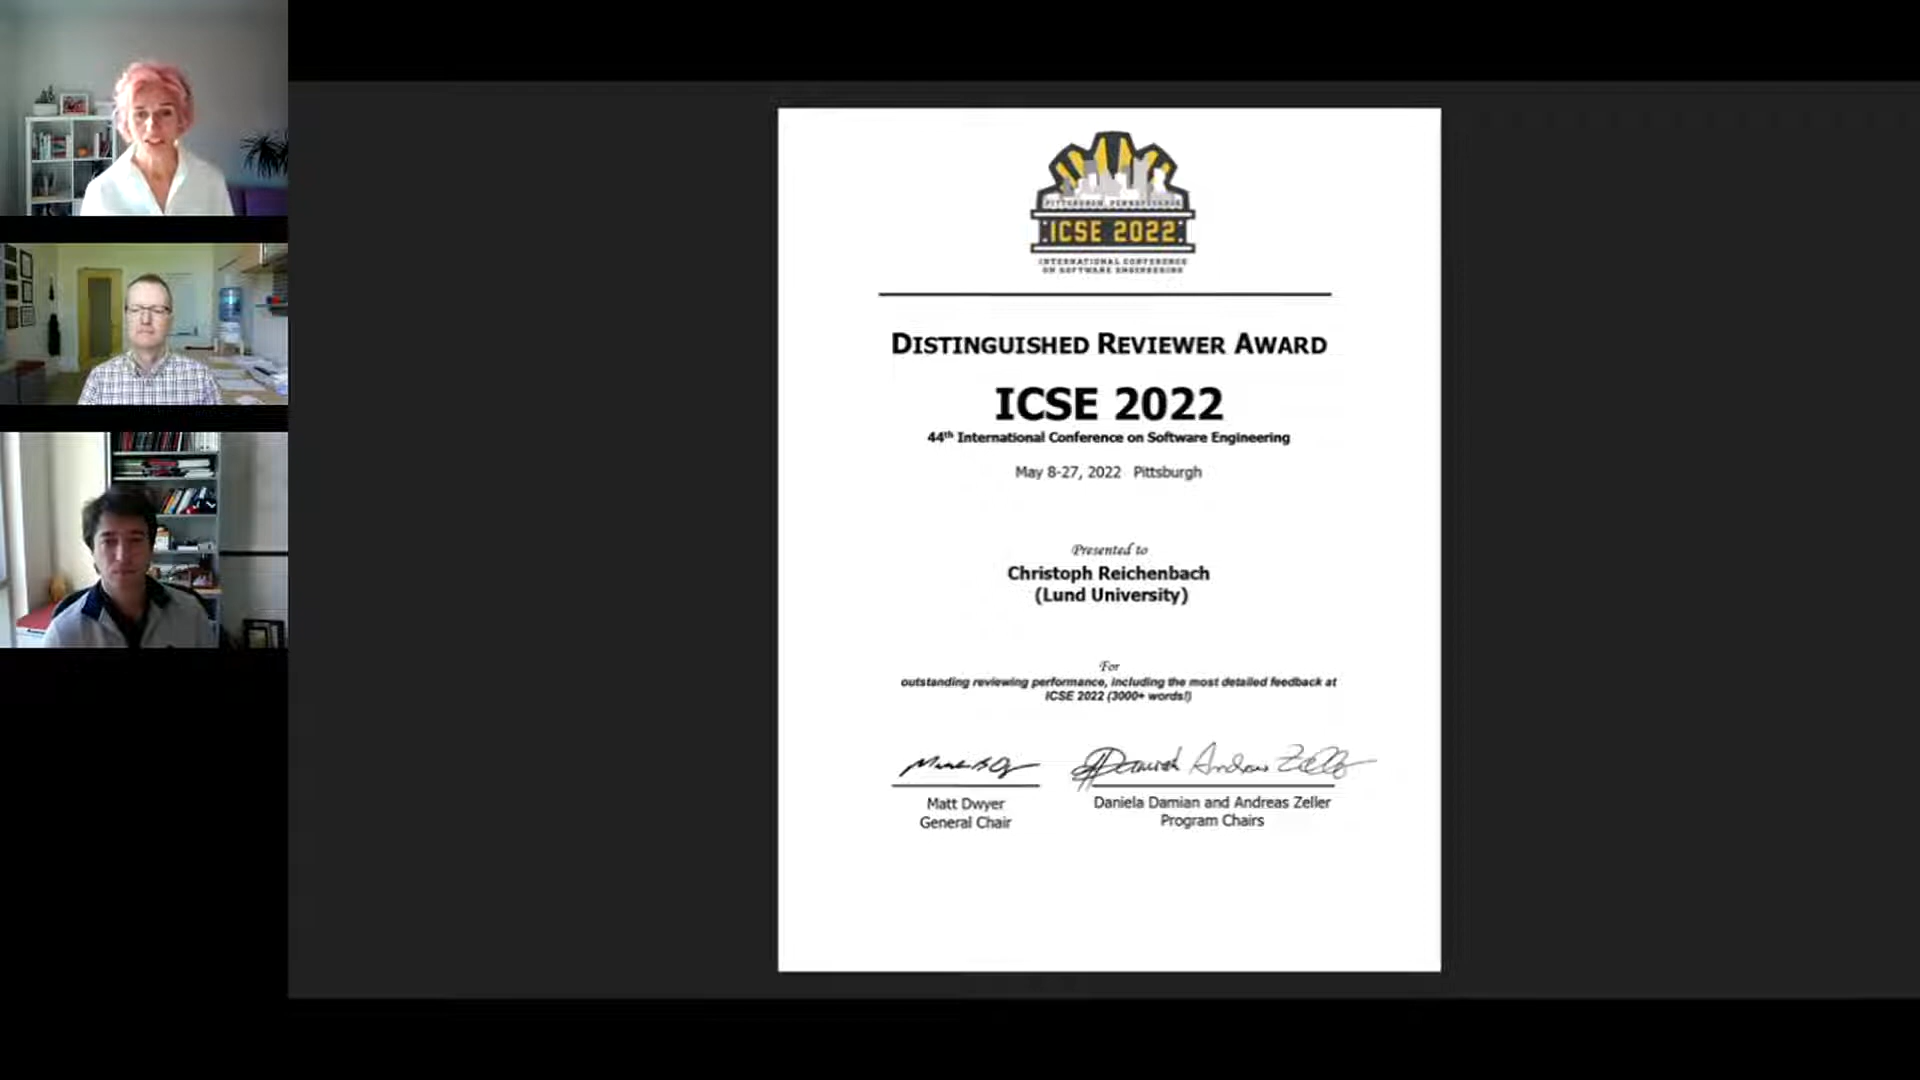 PITTSBURGH, PENNSYLVANIA
ICSE 2022
INTERNATIONAL CONFERENCE
ON SOFTWARE ENGINEERING
DISTINGUISHED REVIEWER AWARD
ICSE 2022
44th International Conference on Software Engineering
May 8-27, 2022 Pittsburgh
Presented to
Christoph Reichenbach
(Lund University)
For
outstanding reviewing performance, including the most detailed feedback at
ICSE 2022 (3000+ words!)
Andreas Zeller
Matt Dwyer
General Chair
Daniela Damian and Andreas Zeller
Program Chairs